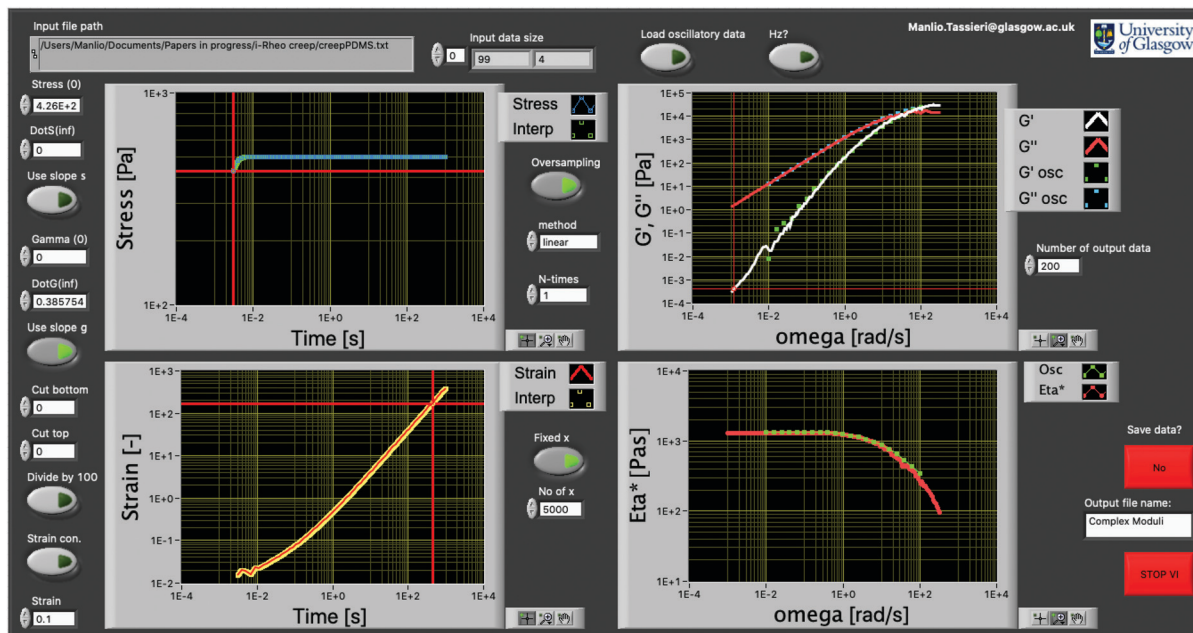 Input file path
/Users/Manlio/Documents/Papers in progress/i-Rheo creep/creepPDMS.txt
Input data size
0
99
4
Load oscillatory data
Hz?
Manlio.Tassieri@glasgow.ac.uk
University
of Glasgow
Stress (0)
4.26E+2
DotS(inf)
0
Use slope s
Gamma (0)
0
DotG(inf)
0.385754
Use slope g
Cut bottom
0
Cut top
0
Divide by 100
Strain con.
Strain
0.1
1E+3
1E+2
Stress [Pa]
1E-4
1E-2
1E+0
1E+2
1E+4
Time [s]
Stress
Interp
Oversampling
method
linear
N-times
1
1E+5
1E+4
1E+3
1E+2
1E+1
1E+0
1E-1
1E-2
1E-3
1E-4
G', G'' [Pa]
1E-4
1E-2
1E+0
1E+2
1E+4
omega [rad/s]
G'
G''
G' osc
G'' osc
Number of output data
200
1E+3
1E+2
1E+1
1E+0
1E-1
1E-2
Strain [-]
1E-4
1E-2
1E+0
1E+2
1E+4
Time [s]
Strain
Interp
Fixed x
No of x
5000
1E+4
1E+3
1E+2
1E+1
Eta* [Pas]
1E-4
1E-2
1E+0
1E+2
1E+4
omega [rad/s]
Osc
Eta*
Save data?
No
Output file name:
Complex Moduli
STOP VI